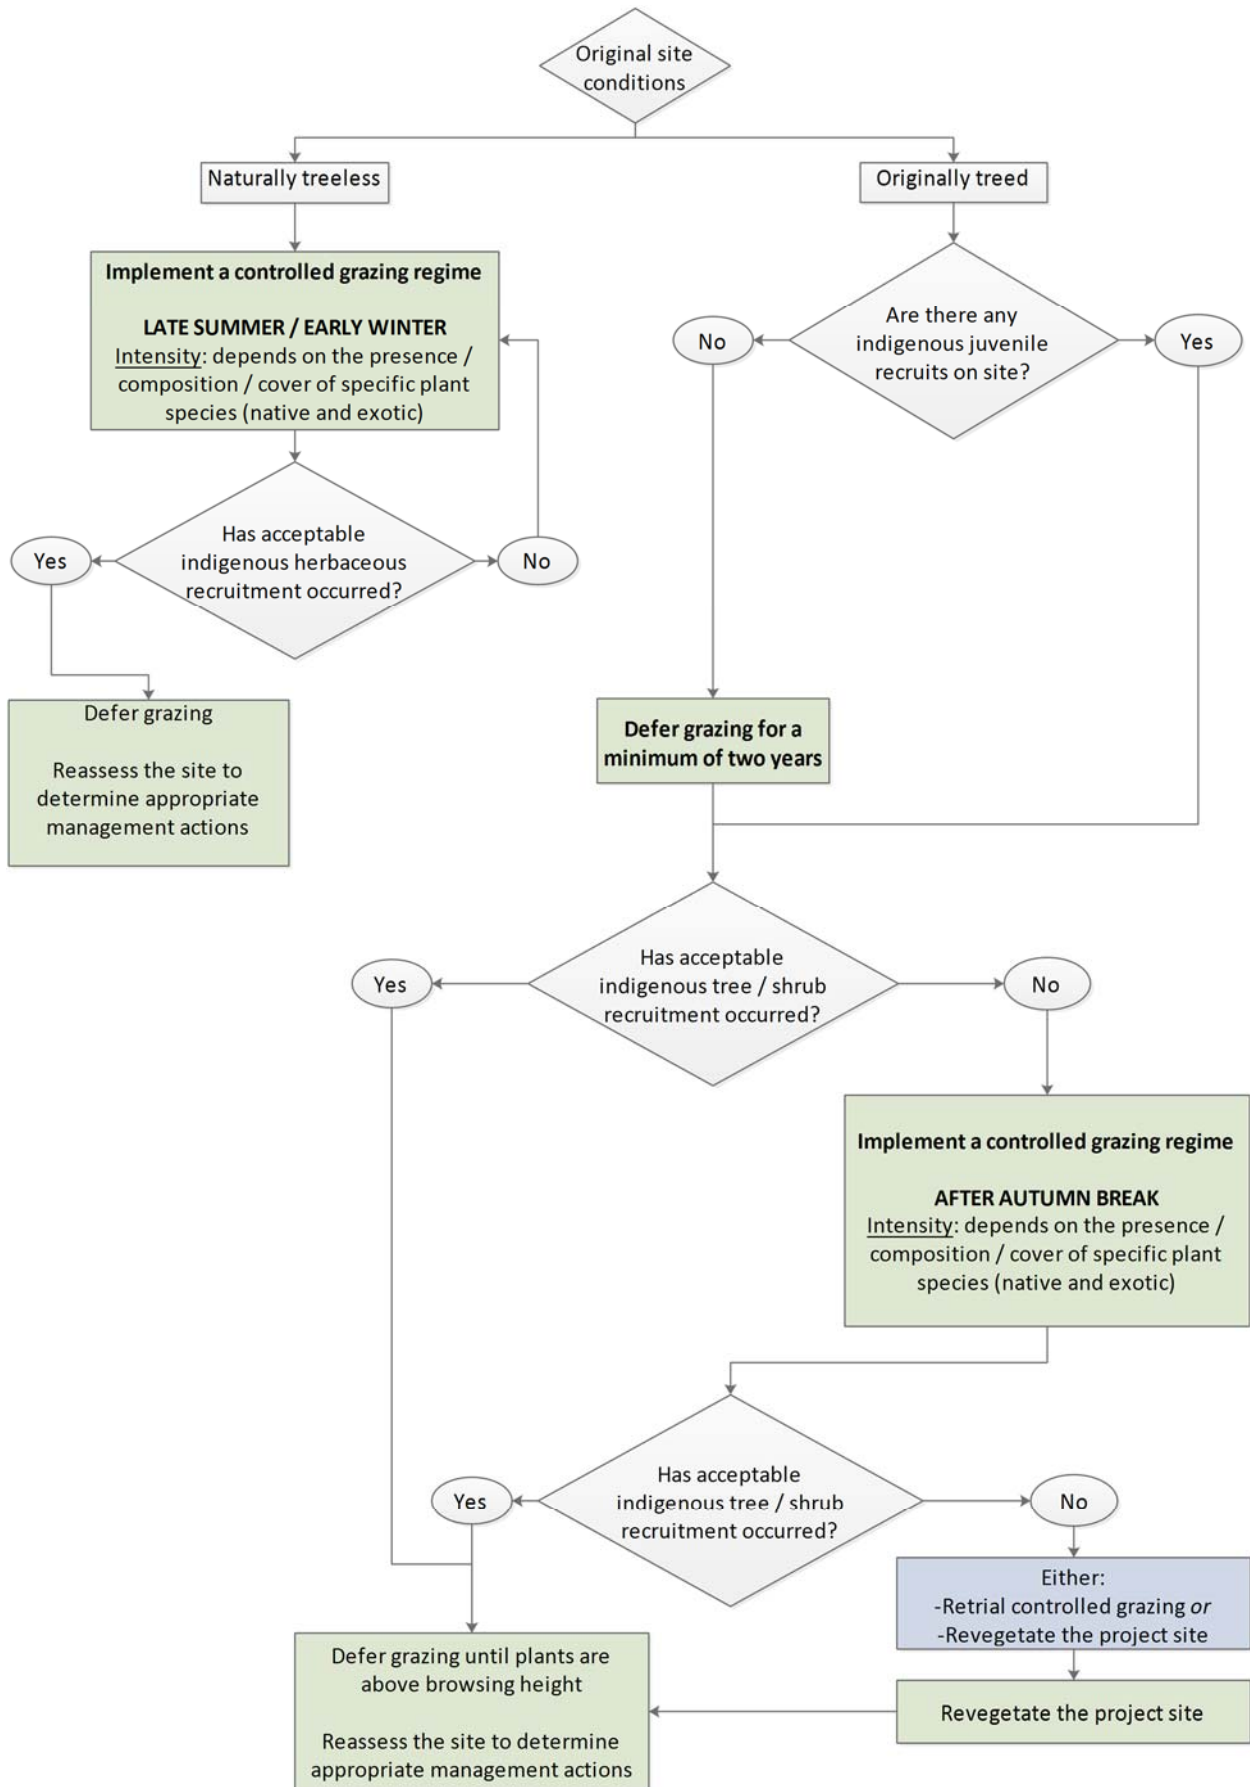 Original site
conditions
Naturally treeless
Originally treed
Implement a controlled grazing regime
LATE SUMMER / EARLY WINTER
Intensity: depends on the presence /
composition / cover of specific plant
species (native and exotic)
No
Are there any
indigenous juvenile
recruits on site?
Yes
Yes
Has acceptable
indigenous herbaceous
recruitment occurred?
No
Defer grazing
Reassess the site to
determine appropriate
management actions
Defer grazing for a
minimum of two years
Yes
Has acceptable
indigenous tree / shrub
recruitment occurred?
No
Implement a controlled grazing regime
AFTER AUTUMN BREAK
Intensity: depends on the presence /
composition / cover of specific plant
species (native and exotic)
Yes
Has acceptable
indigenous tree / shrub
recruitment occurred?
No
Either:
-Retrial controlled grazing or
-Revegetate the project site
Defer grazing until plants are
above browsing height
Reassess the site to determine
appropriate management actions
Revegetate the project site